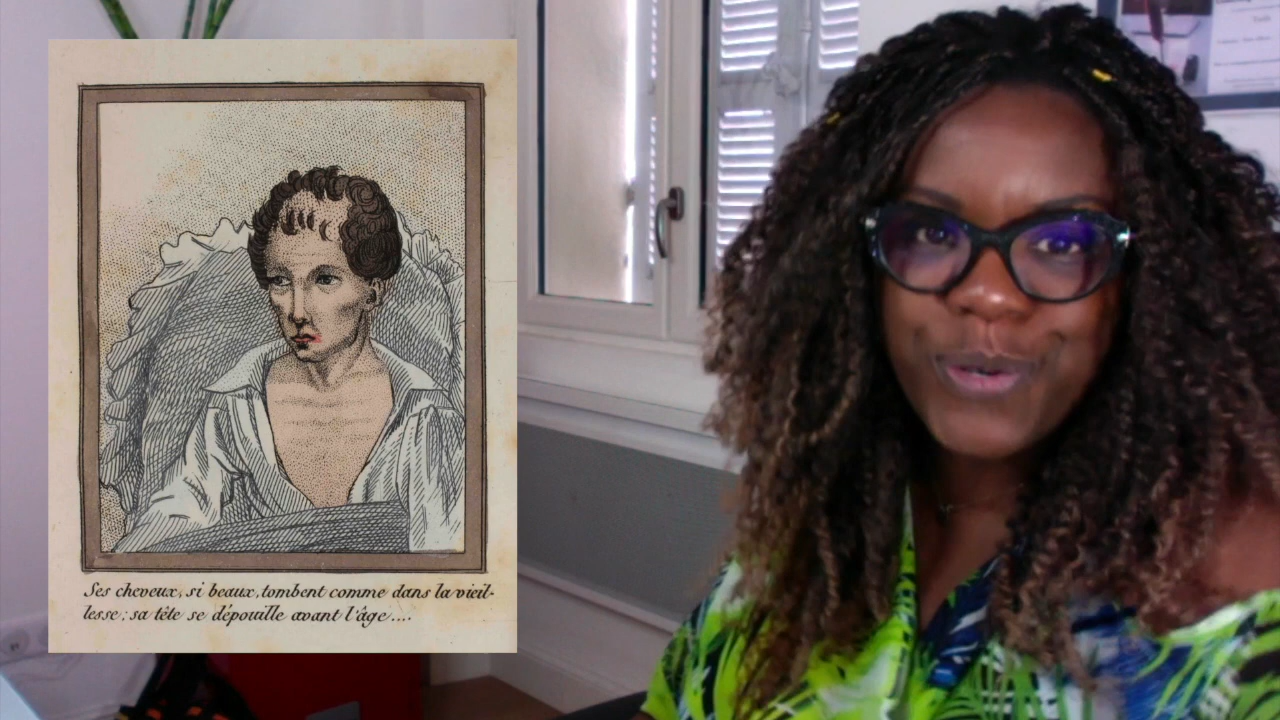 Ses cheveux, si beaux, tombent comme dans la vieil-
lesse; sa tête se dépouille avant l'âge....